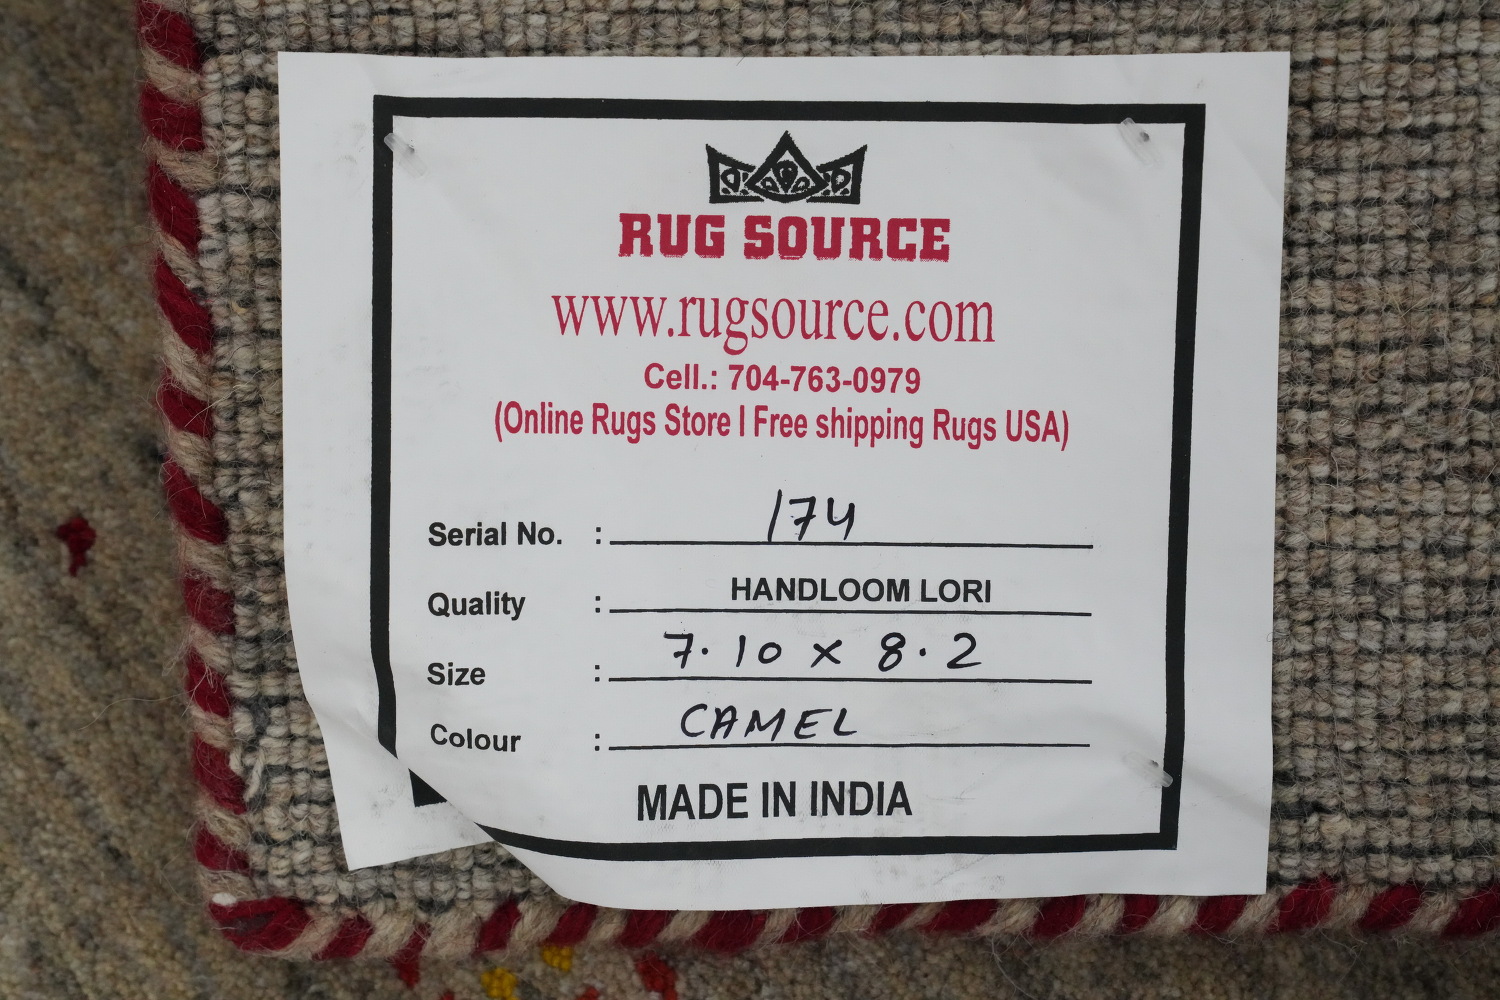 RUG SOURCE
www.rugsource.com
Cell.: 704-763-0979
(Online Rugs Store I Free shipping Rugs USA)
Serial No. : 174
Quality : HANDLOOM LORI
Size : 7.10 x 8.2
Colour : CAMEL
MADE IN INDIA